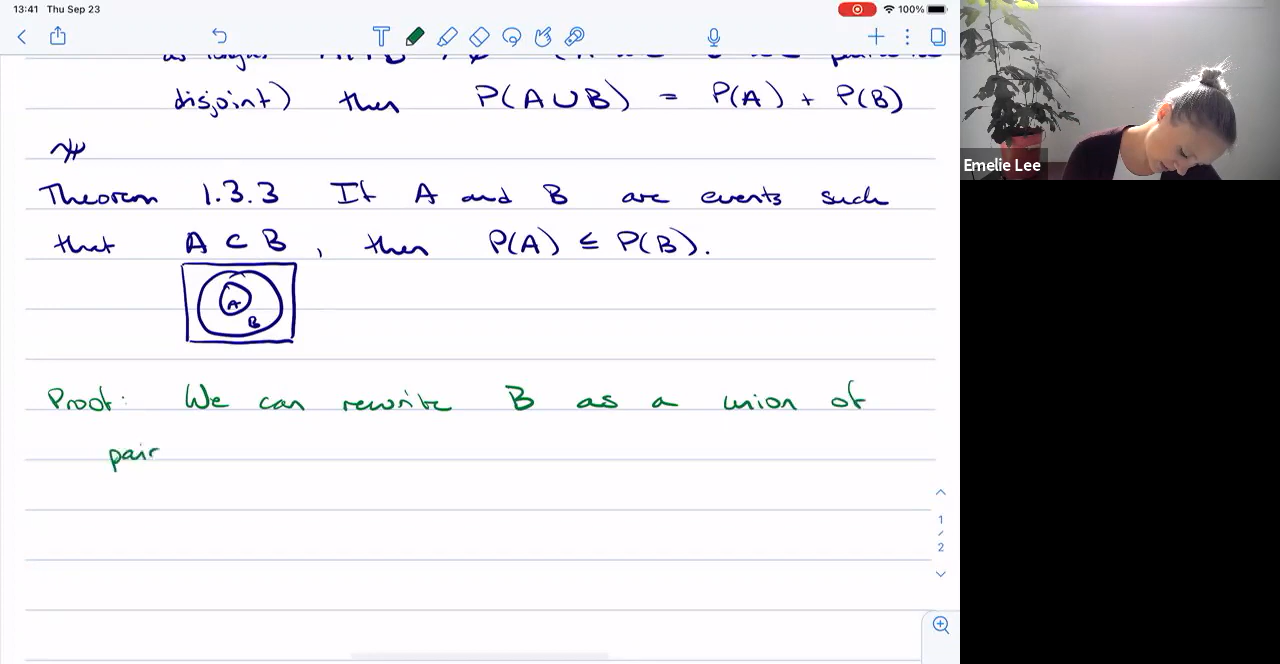 13:41 Thu Sep 23
100%
disjoint) then P(A∪B) = P(A) + P(B)
Theorem 1.3.3 If A and B are events such
that A ⊂ B, then P(A) ≤ P(B).
A
B
Proof: We can rewrite B as a union of
pair
1
/
2
Emelie Lee